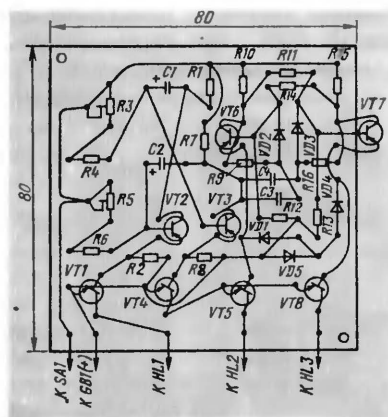 80
R10 R11 R15
C1 R1
R14
VT6 VT7
R3
R7 VD2 VD3
C2
R4 R9 C4 VD4
R16
C3
R5 VT2 VT3 R12
R13
R6 VD1
VT1 R2 R8 VD5
VT4 VT5 VT8
80
К SA1
К GB1(+)
К HL1
К HL2
К HL3